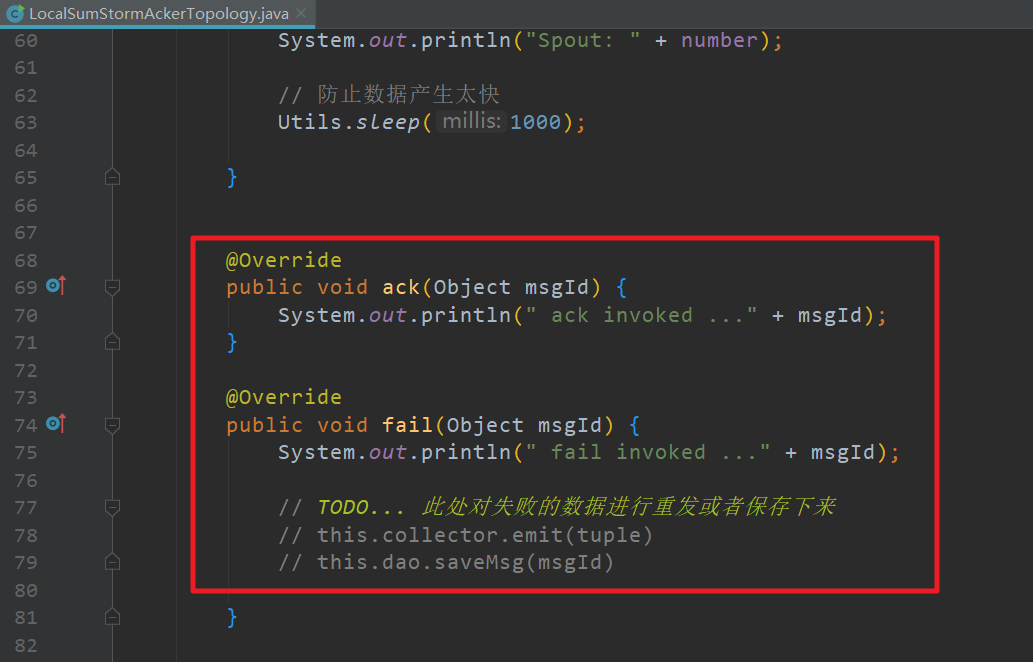 LocalSumStormAckerTopology.java
60 System.out.println("Spout: " + number);
61
62 // 防止数据产生太快
63 Utils.sleep( millis: 1000);
64
65 }
66
67
68 @Override
69 public void ack(Object msgId) {
70 System.out.println(" ack invoked ..." + msgId);
71 }
72
73 @Override
74 public void fail(Object msgId) {
75 System.out.println(" fail invoked ..." + msgId);
76
77 // TODO... 此处对失败的数据进行重发或者保存下来
78 // this.collector.emit(tuple)
79 // this.dao.saveMsg(msgId)
80
81 }
82